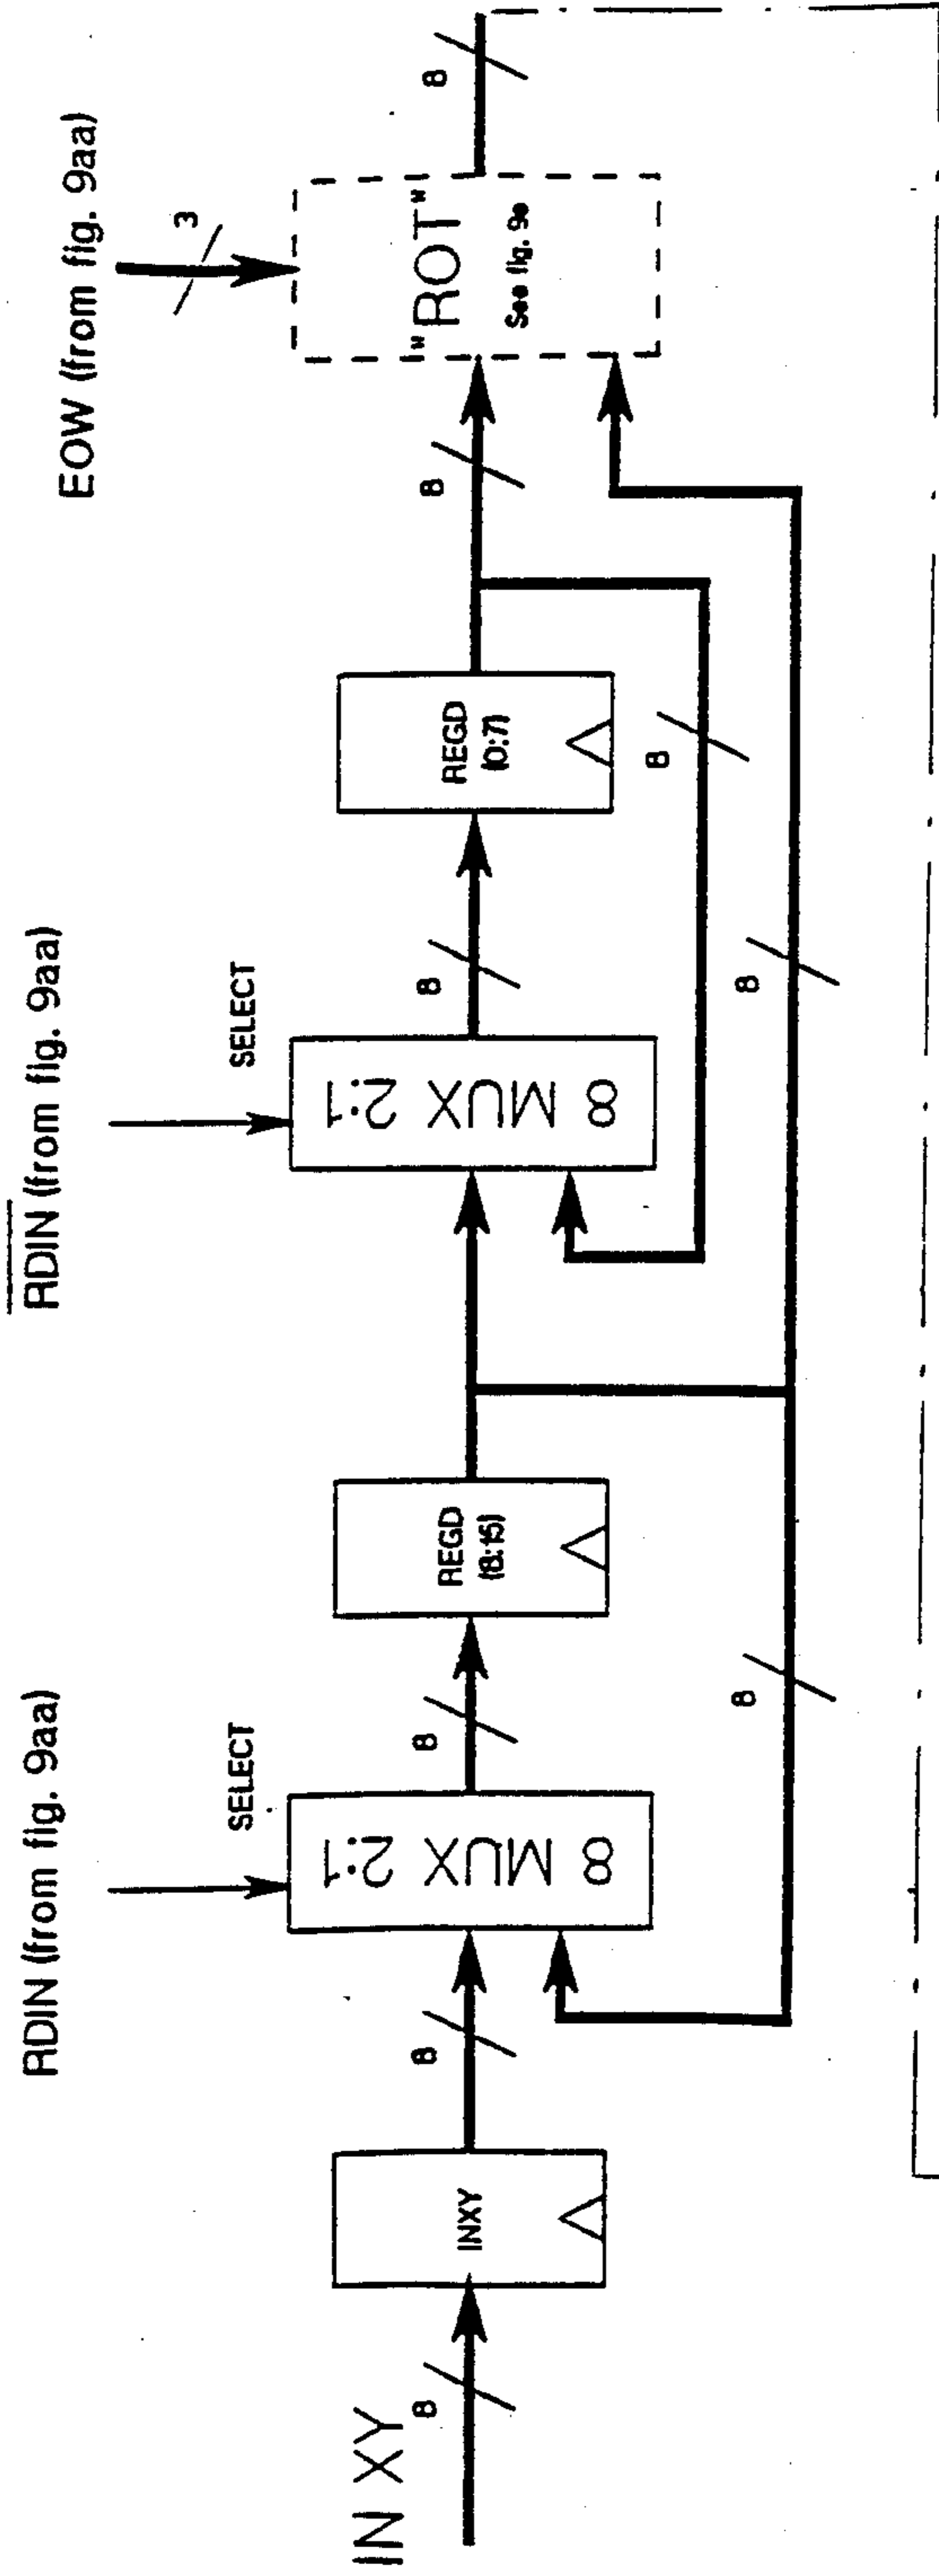 RDIN (from fig. 9aa)
RDIN (from fig. 9aa)
EOW (from fig. 9aa)
SELECT
SELECT
3
IN XY
8
INXY
8
8 MUX 2:1
8
REGD
(8:15)
8 MUX 2:1
8
REGD
(0:7)
8
"ROT"
See fig. 9e
8
8
8
8